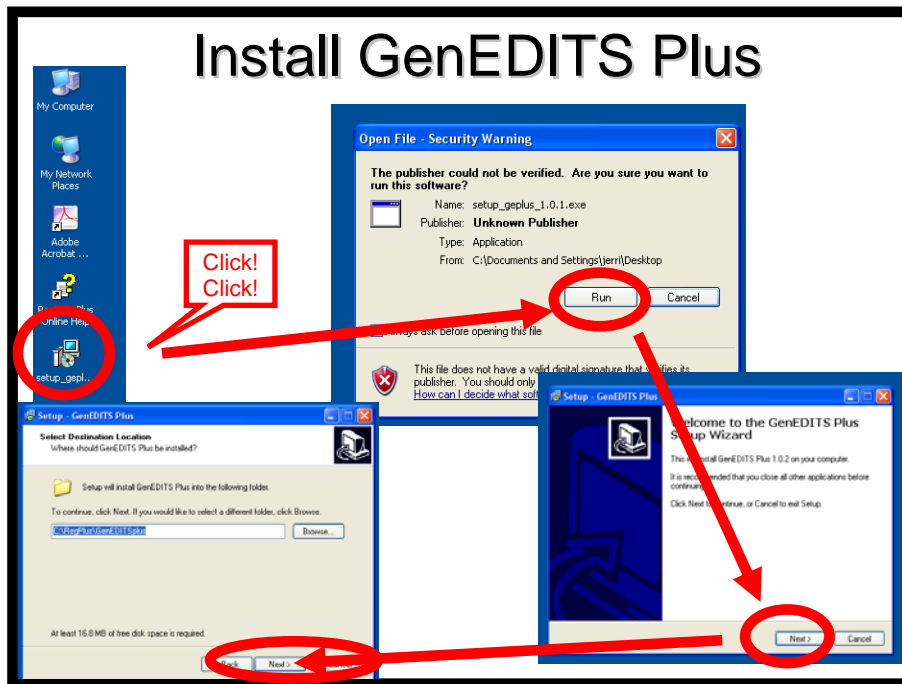 Install GenEDITS Plus
My Computer
My Network
Places
Adobe
Acrobat ...
Plus
Online Help
setup_gepl...
Click!
Click!
Open File - Security Warning
The publisher could not be verified. Are you sure you want to
run this software?
Name: setup_geplus_1.0.1.exe
Publisher: Unknown Publisher
Type: Application
From: C:\Documents and Settings\jerri\Desktop
Run Cancel
ask before opening this file
This file does not have a valid digital signature that verifies its
publisher. You should only
How can I decide what
Setup - GenEDITS Plus
Welcome to the GenEDITS Plus
Setup Wizard
This will install GenEDITS Plus 1.0.2 on your computer.
It is recommended that you close all other applications before
continuing.
Click Next to continue, or Cancel to exit Setup.
Next > Cancel
Setup - GenEDITS Plus
Select Destination Location
Where should GenEDITS Plus be installed?
Setup will install GenEDITS Plus into the following folder.
To continue, click Next. If you would like to select a different folder, click Browse.
C:\RegPlus\GenEDITSplus Browse...
At least 16.8 MB of free disk space is required.
Back Next >